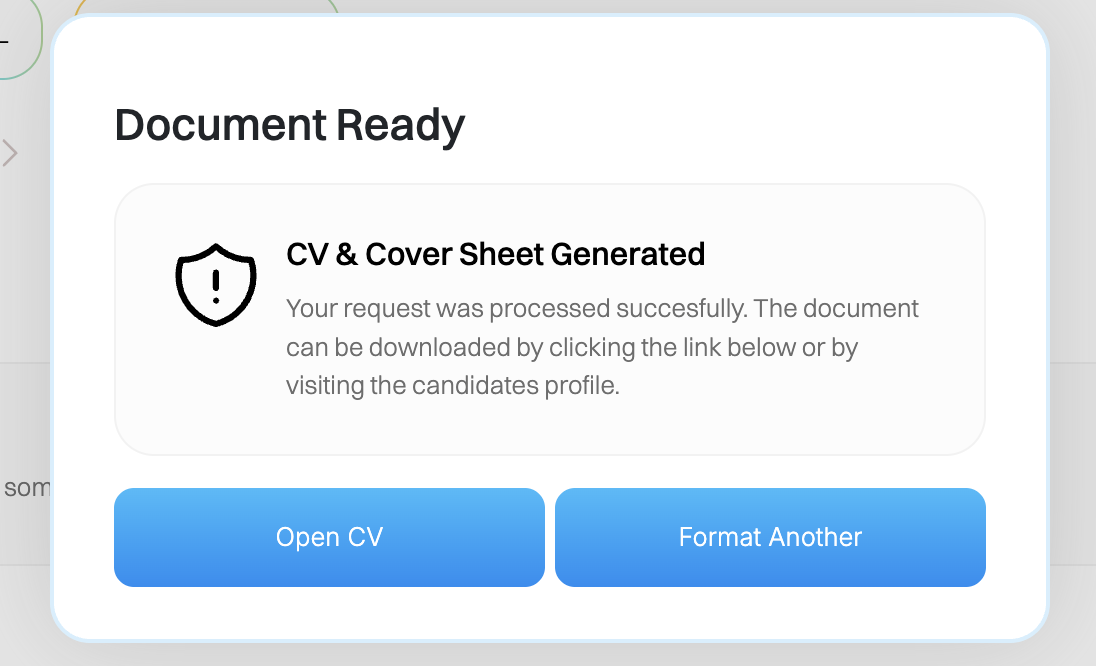 Document Ready
CV & Cover Sheet Generated
Your request was processed succesfully. The document
can be downloaded by clicking the link below or by
visiting the candidates profile.
som
Open CV
Format Another